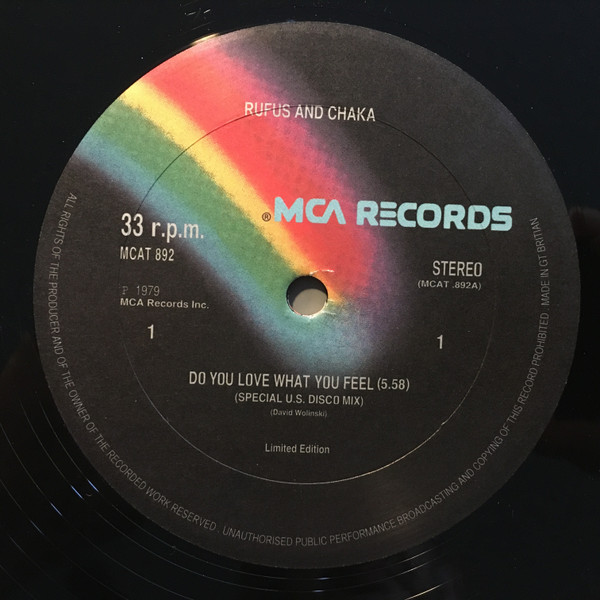 RUFUS AND CHAKA
® MCA RECORDS
33 r.p.m.
MCAT 892
STEREO
(MCAT .892A)
P 1979
MCA Records Inc.
1
1
DO YOU LOVE WHAT YOU FEEL (5.58)
(SPECIAL U.S. DISCO MIX)
(David Wolinski)
Limited Edition
ALL RIGHTS OF THE PRODUCER AND OF THE OWNER OF THE RECORDED WORK RESERVED . UNAUTHORISED PUBLIC PERFORMANCE BROADCASTING AND COPYING OF THIS RECORD PROHIBITED . MADE IN GT BRITIAN